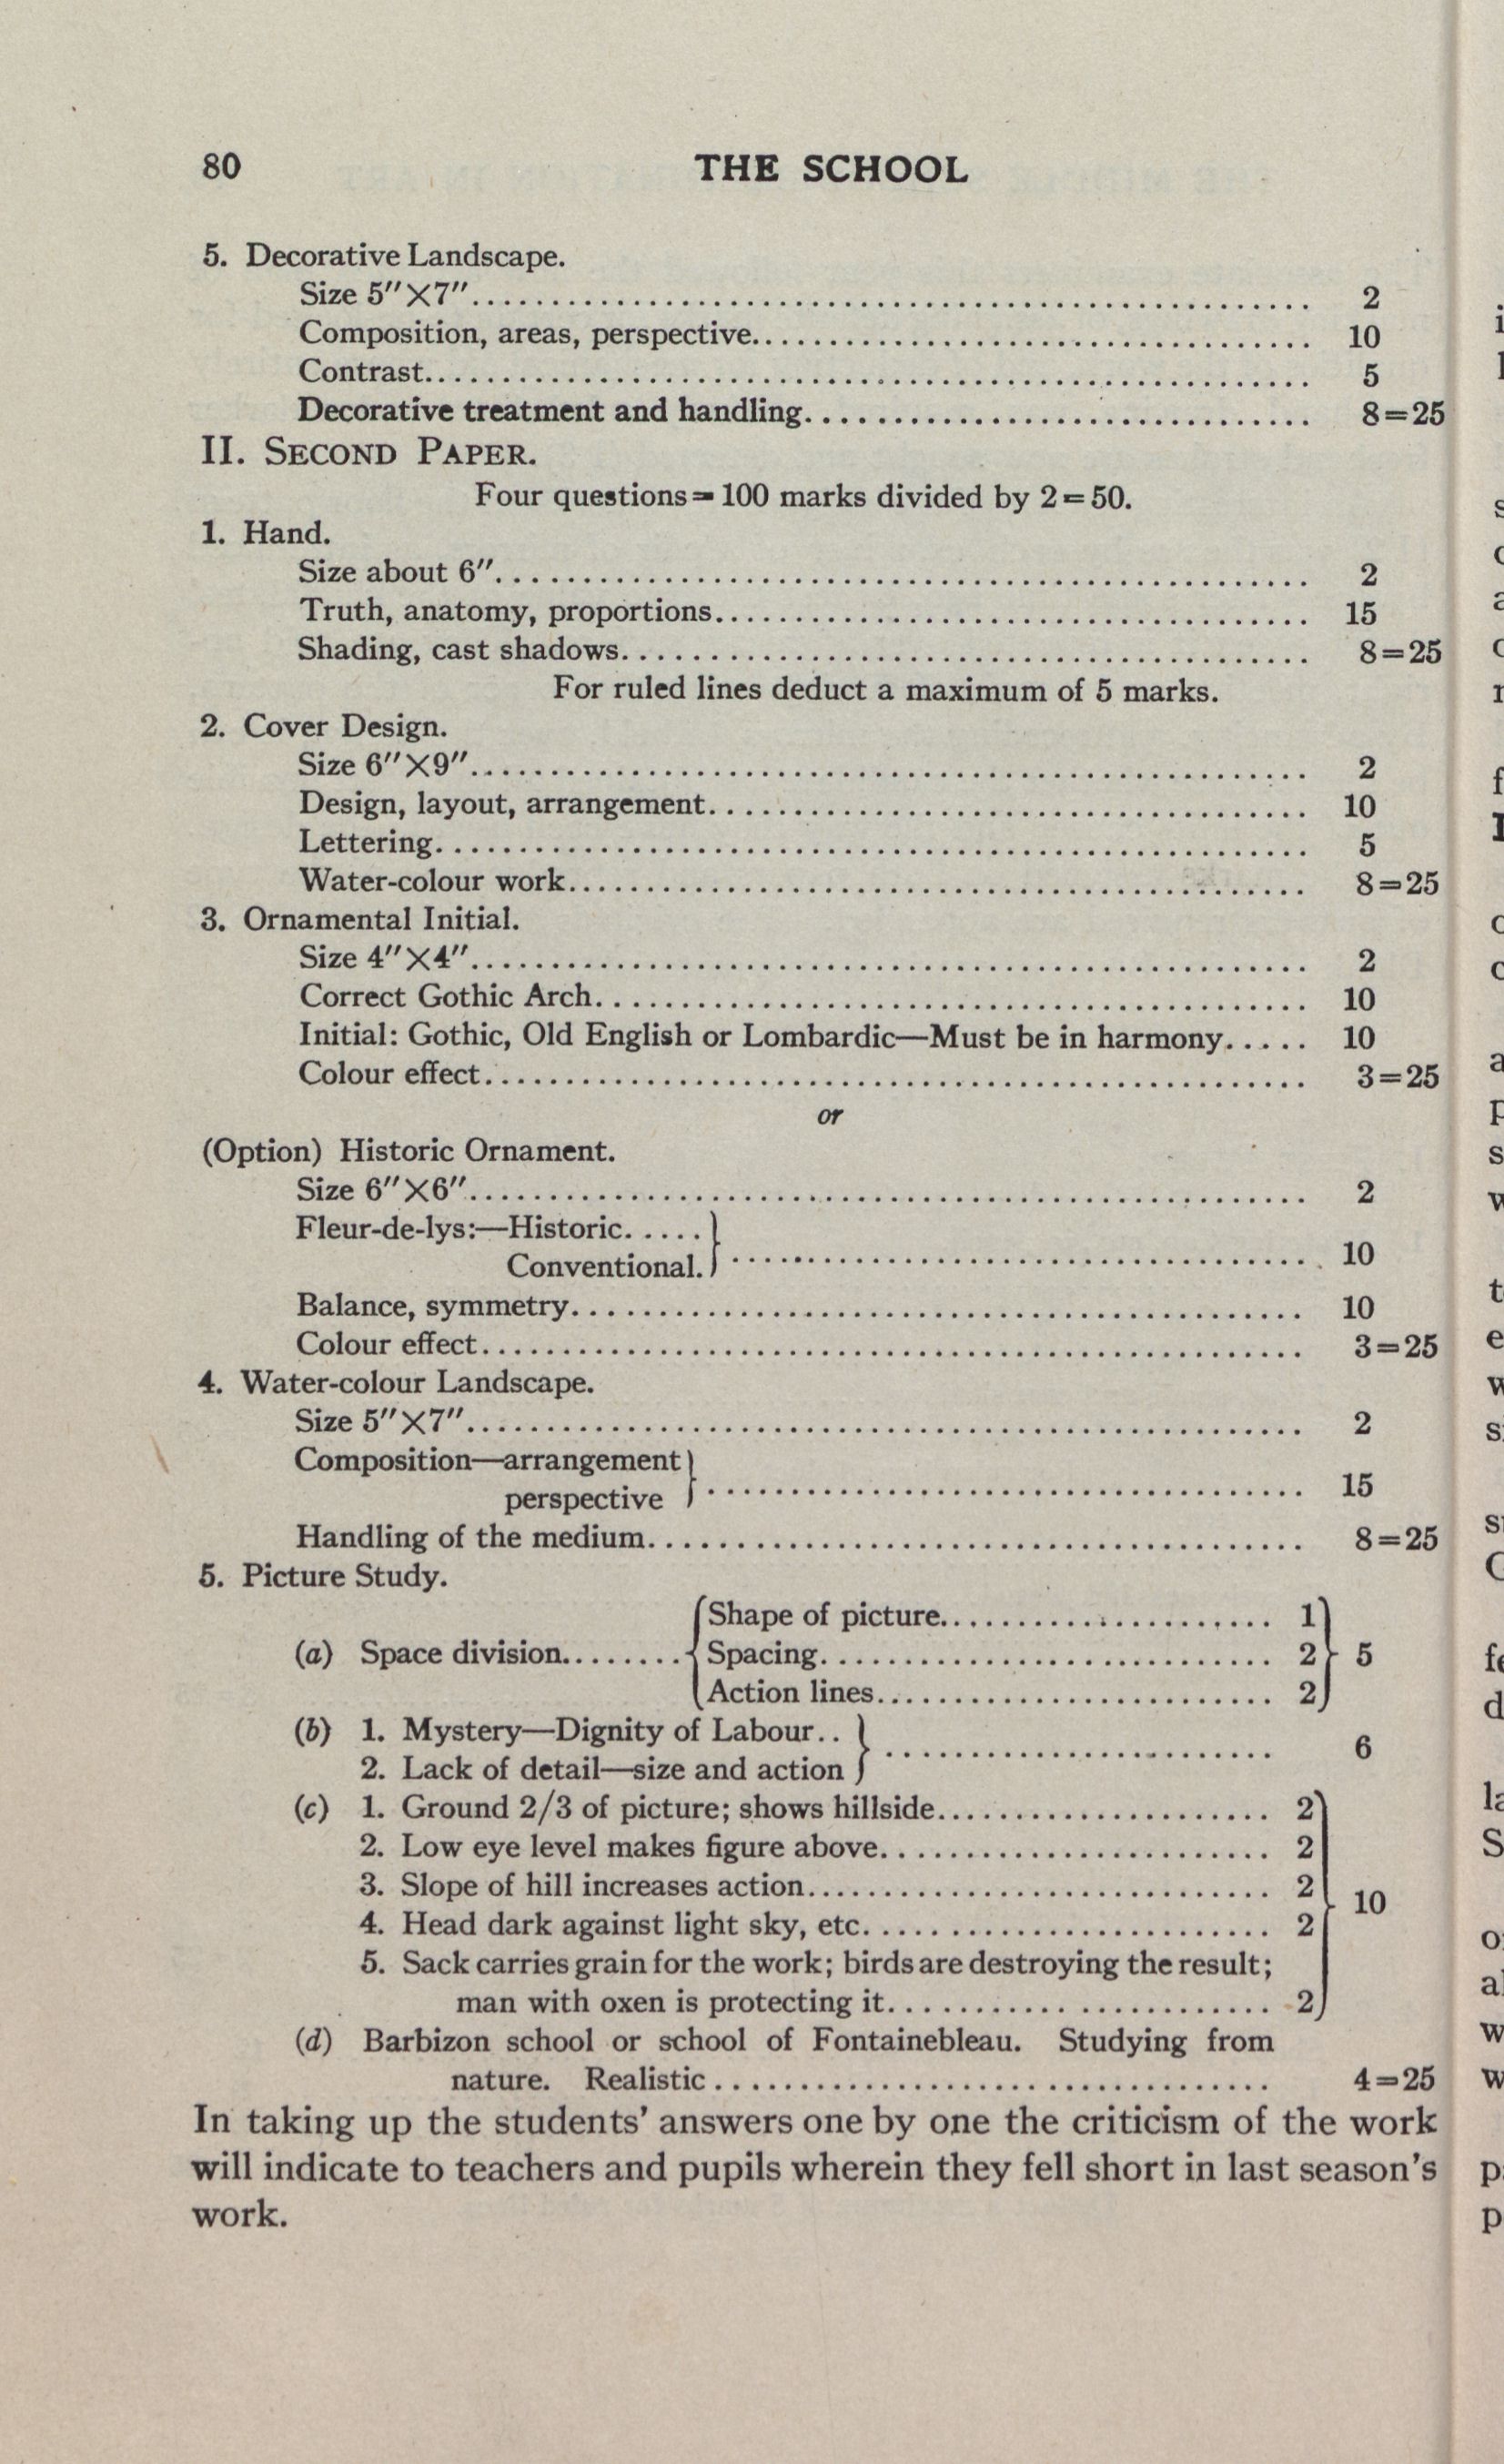 80 THE SCHOOL
5. Decorative Landscape.
Size 5″×7″ 2
Composition, areas, perspective 10
Contrast 5
Decorative treatment and handling 8=25
II. SECOND PAPER.
Four questions=100 marks divided by 2=50.
1. Hand.
Size about 6″ 2
Truth, anatomy, proportions 15
Shading, cast shadows 8=25
For ruled lines deduct a maximum of 5 marks.
2. Cover Design.
Size 6″×9″ 2
Design, layout, arrangement 10
Lettering 5
Water-colour work 8=25
3. Ornamental Initial.
Size 4″×4″ 2
Correct Gothic Arch 10
Initial: Gothic, Old English or Lombardic—Must be in harmony 10
Colour effect 3=25
or
(Option) Historic Ornament.
Size 6″×6″ 2
Fleur-de-lys:—Historic
Conventional. 10
Balance, symmetry 10
Colour effect 3=25
4. Water-colour Landscape.
Size 5″×7″ 2
Composition—arrangement
perspective 15
Handling of the medium 8=25
5. Picture Study.
Shape of picture 1
(a) Space division Spacing 2 5
Action lines 2
(b) 1. Mystery—Dignity of Labour
2. Lack of detail—size and action 6
(c) 1. Ground 2/3 of picture; shows hillside 2
2. Low eye level makes figure above 2
3. Slope of hill increases action 2 10
4. Head dark against light sky, etc. 2
5. Sack carries grain for the work; birds are destroying the result;
man with oxen is protecting it 2
(d) Barbizon school or school of Fontainebleau. Studying from
nature. Realistic 4=25
In taking up the students' answers one by one the criticism of the work
will indicate to teachers and pupils wherein they fell short in last season's
work.